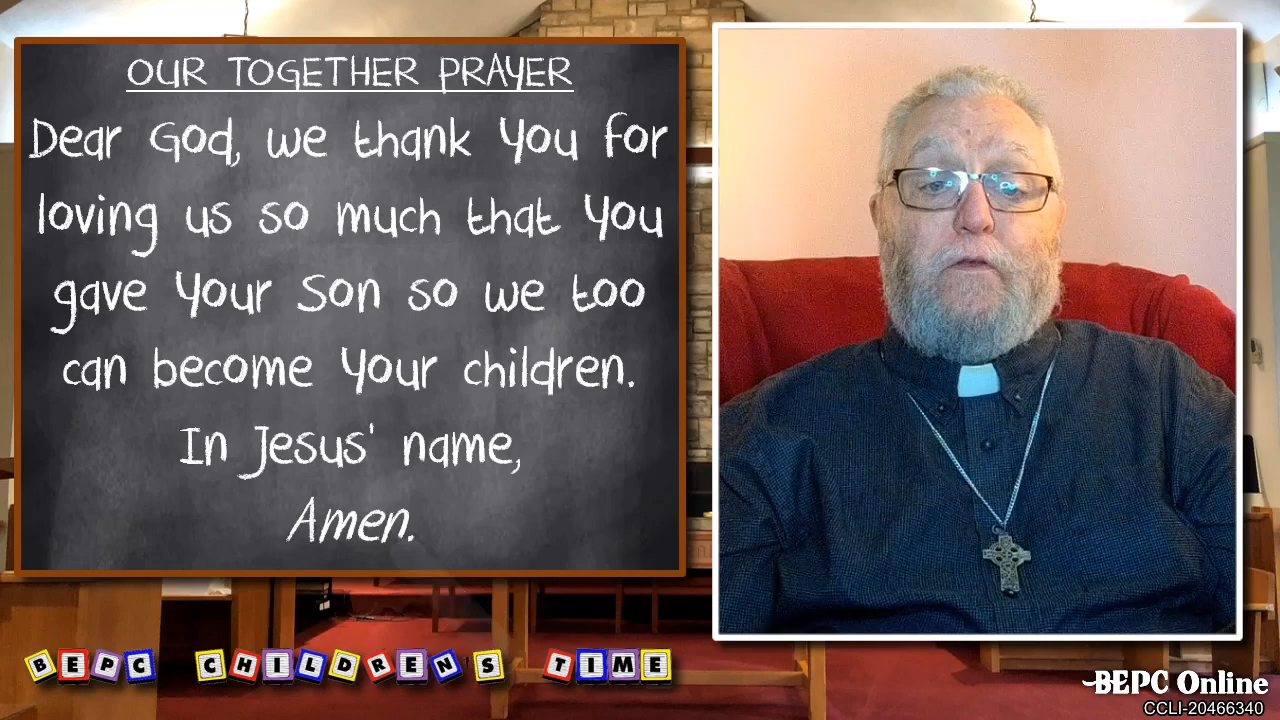 OUR TOGETHER PRAYER
Dear God, we thank You for
loving us so much that You
gave Your Son so we too
can become Your children.
In Jesus' name,
Amen.
BEPC CHILDREN'S TIME
BEPC Online
CCLI-20466340